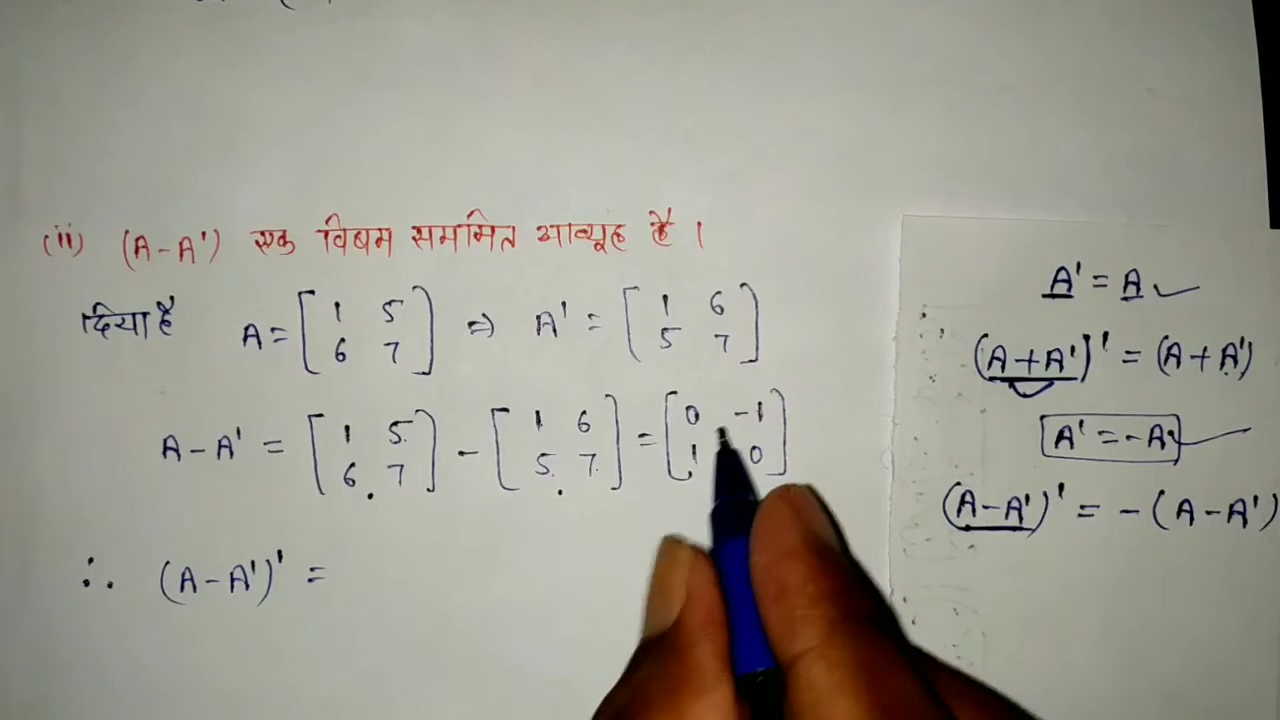 (ii) (A-A') एक विषम सममित आव्यूह है।
दिया है A = [1 5 6 7] ⇒ A' = [1 6 5 7]
A-A' = [1 5 6 7] - [1 6 5 7] = [0 -1 1 0]
∴ (A-A')' =
A' = A ✓
(A+A')' = (A+A')
A' = -A
(A-A')' = -(A-A')